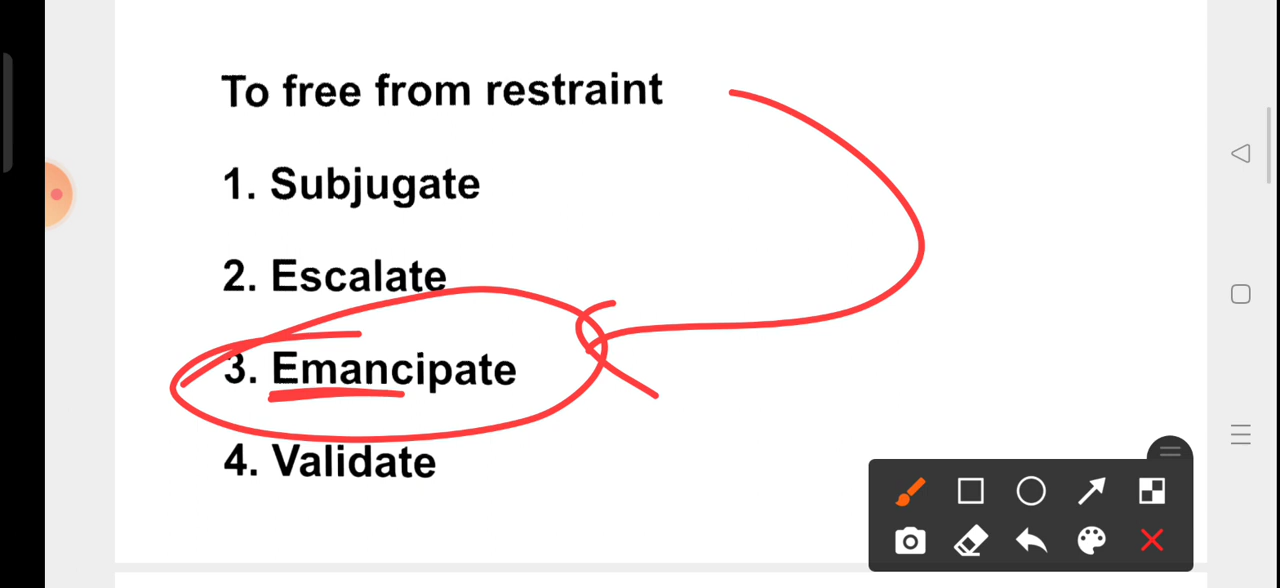 To free from restraint
1. Subjugate
2. Escalate
3. Emancipate
4. Validate